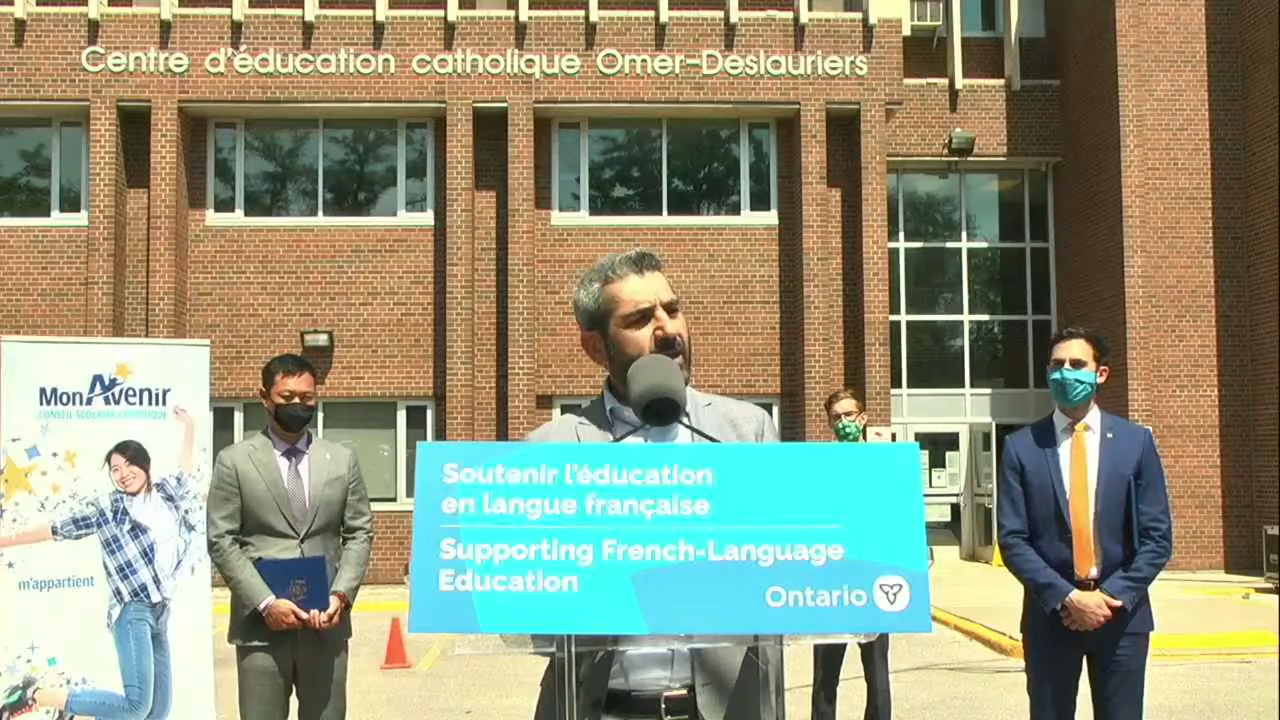 Centre d'éducation catholique Omer-Deslauriers
MonAvenir
CONSEIL SCOLAIRE CATHOLIQUE
m'appartient
Soutenir l'éducation
en langue française
Supporting French-Language
Education
Ontario